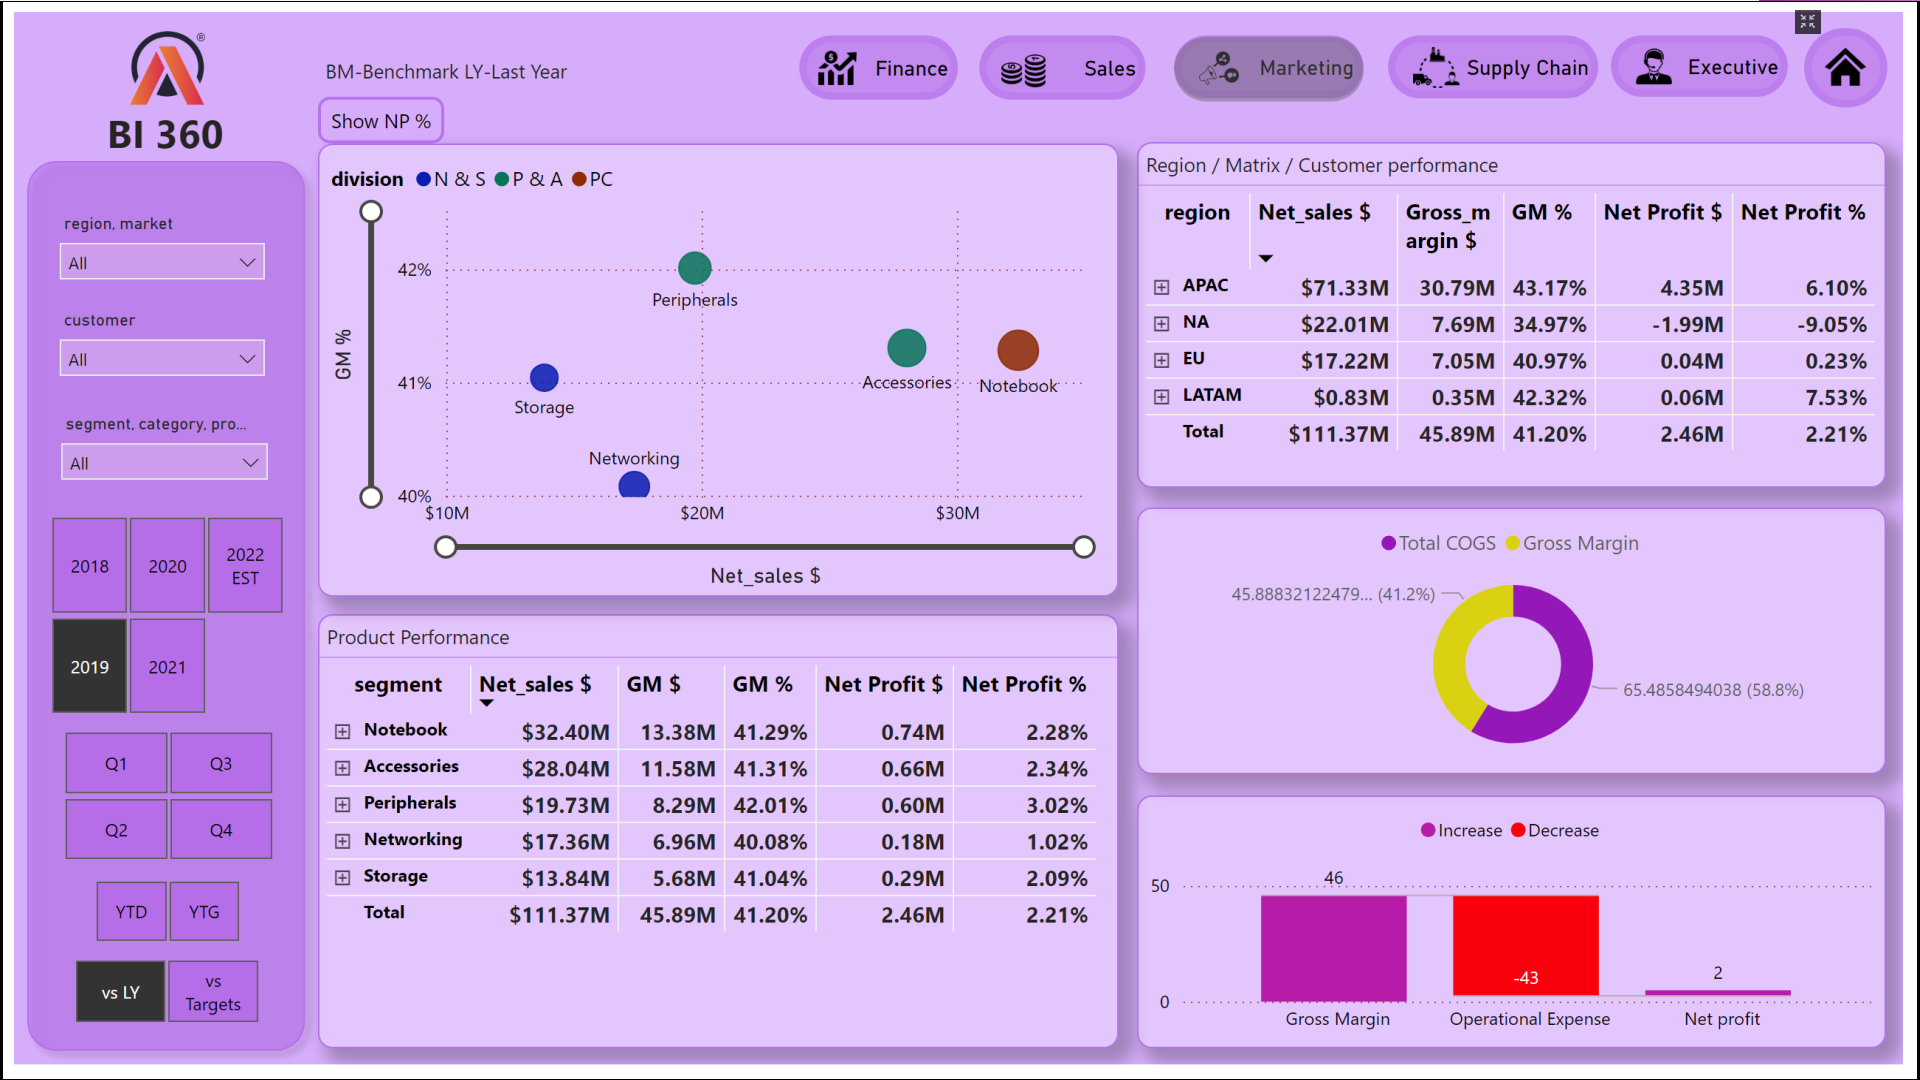 ®
BI 360
BM-Benchmark LY-Last Year
Finance
Sales
Marketing
Supply Chain
Executive
Show NP %
region, market
All
customer
All
segment, category, pro...
All
2018
2020
2022
EST
2019
2021
Q1
Q3
Q2
Q4
YTD
YTG
vs LY
vs
Targets
division N & S P & A PC
GM %
42%
41%
40%
Peripherals
Accessories
Notebook
Storage
Networking
$10M
$20M
$30M
Net_sales $
Product Performance
segment Net_sales $ GM $ GM % Net Profit $ Net Profit %
Notebook $32.40M 13.38M 41.29% 0.74M 2.28%
Accessories $28.04M 11.58M 41.31% 0.66M 2.34%
Peripherals $19.73M 8.29M 42.01% 0.60M 3.02%
Networking $17.36M 6.96M 40.08% 0.18M 1.02%
Storage $13.84M 5.68M 41.04% 0.29M 2.09%
Total $111.37M 45.89M 41.20% 2.46M 2.21%
Region / Matrix / Customer performance
region Net_sales $ Gross_m GM % Net Profit $ Net Profit %
argin $
APAC $71.33M 30.79M 43.17% 4.35M 6.10%
NA $22.01M 7.69M 34.97% -1.99M -9.05%
EU $17.22M 7.05M 40.97% 0.04M 0.23%
LATAM $0.83M 0.35M 42.32% 0.06M 7.53%
Total $111.37M 45.89M 41.20% 2.46M 2.21%
Total COGS Gross Margin
45.88832122479... (41.2%)
65.4858494038 (58.8%)
Increase Decrease
50
0
46
-43
2
Gross Margin
Operational Expense
Net profit